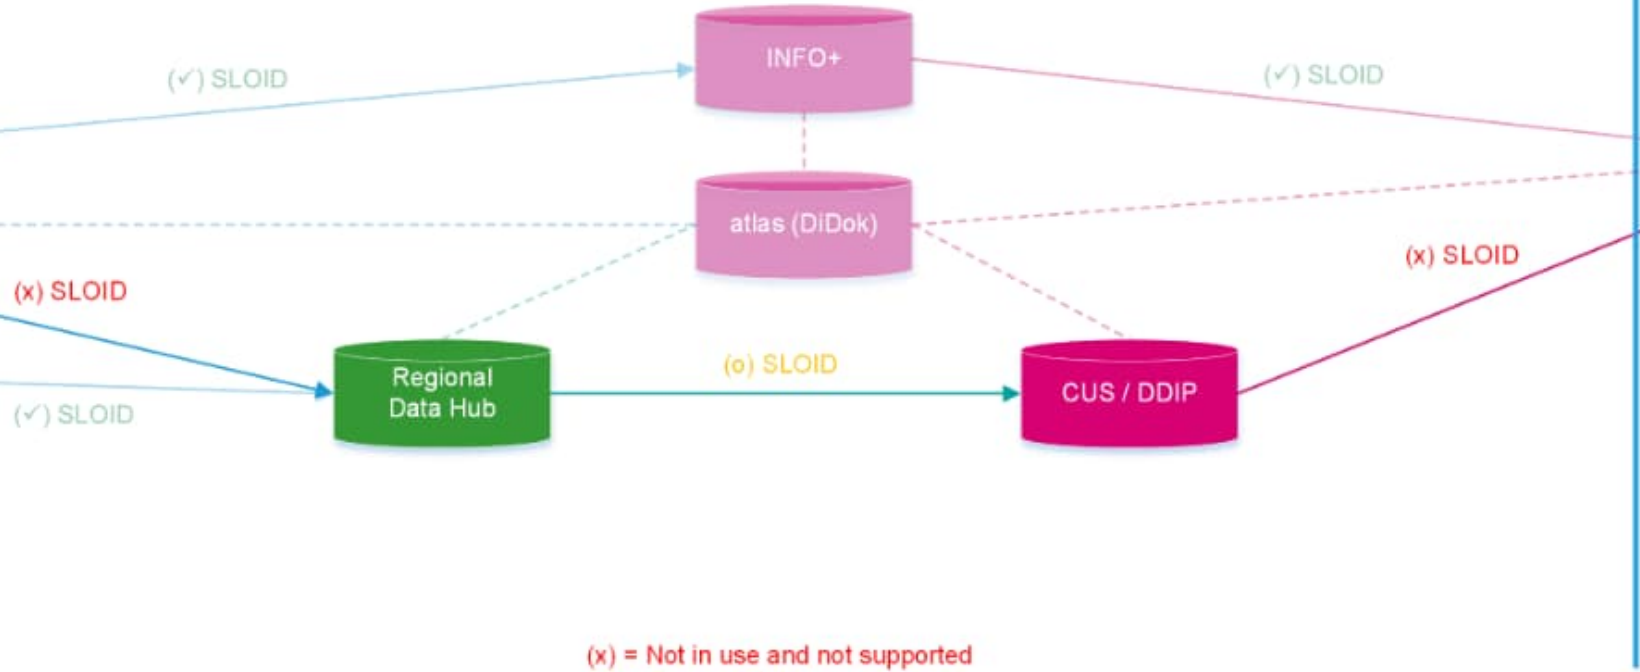 INFO+
(✓) SLOID
(✓) SLOID
atlas (DiDok)
(x) SLOID
(x) SLOID
Regional
Data Hub
(o) SLOID
CUS / DDIP
(✓) SLOID
(x) = Not in use and not supported